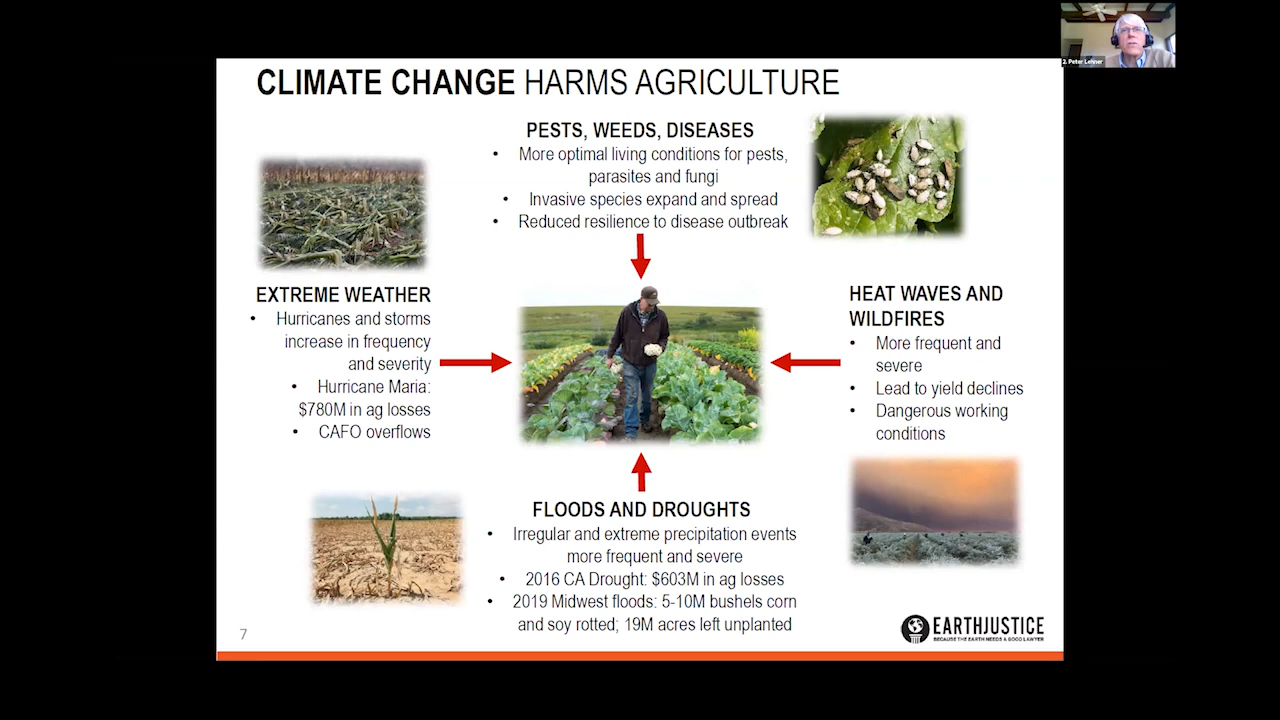 2. Peter Lehner
CLIMATE CHANGE HARMS AGRICULTURE
PESTS, WEEDS, DISEASES
• More optimal living conditions for pests,
parasites and fungi
• Invasive species expand and spread
• Reduced resilience to disease outbreak
EXTREME WEATHER
• Hurricanes and storms
increase in frequency
and severity
• Hurricane Maria:
$780M in ag losses
• CAFO overflows
HEAT WAVES AND
WILDFIRES
• More frequent and
severe
• Lead to yield declines
• Dangerous working
conditions
FLOODS AND DROUGHTS
• Irregular and extreme precipitation events
more frequent and severe
• 2016 CA Drought: $603M in ag losses
• 2019 Midwest floods: 5-10M bushels corn
and soy rotted; 19M acres left unplanted
7
EARTHJUSTICE
BECAUSE THE EARTH NEEDS A GOOD LAWYER